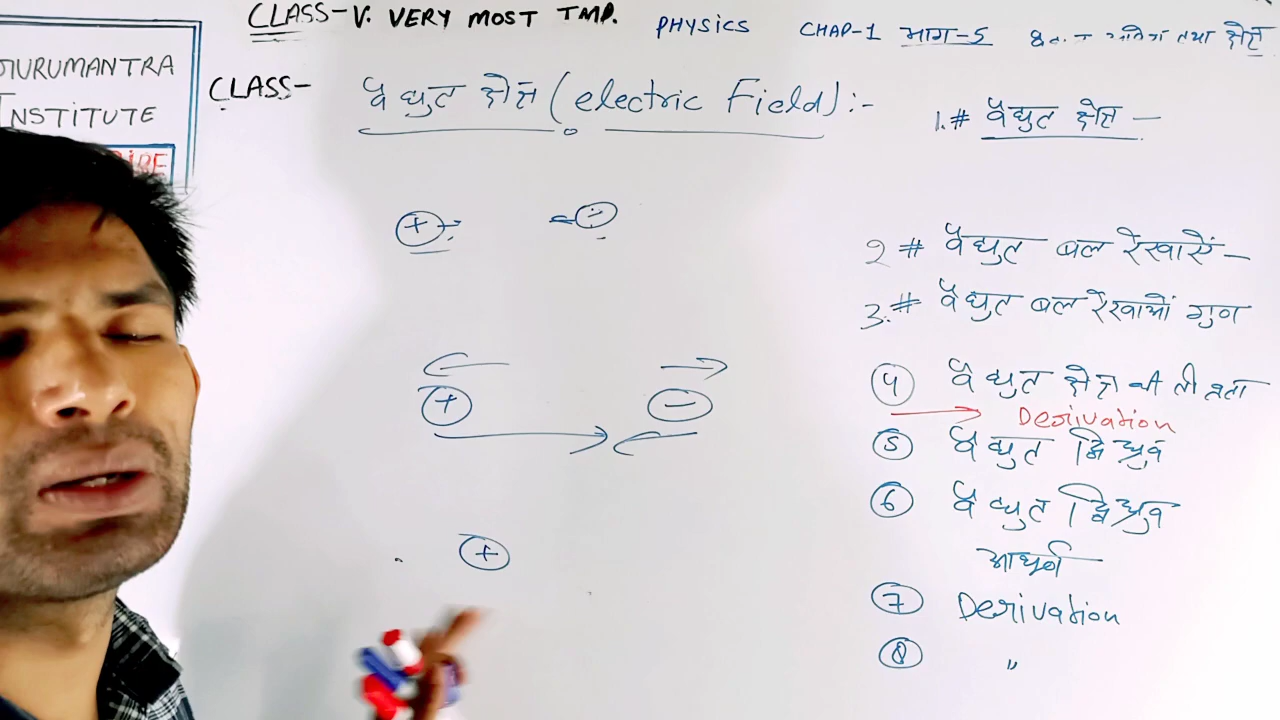 CLASS-V. VERY MOST IMP.
PHYSICS CHAP-1 भाग-5 तथा क्षेत्र
GURUMANTRA
INSTITUTE
CLASS-
वैद्युत क्षेत्र (electric Field) :-
1.# वैद्युत क्षेत्र —
2 # वैद्युत बल रेखाएँ —
3.# वैद्युत बल रेखाओं गुण
4 वैद्युत क्षेत्र की तीव्रता
→ Derivation
5 वैद्युत द्विध्रुव
6 वैद्युत द्विध्रुव
आघूर्ण
7 Derivation
8 "
+ -
+ -
+